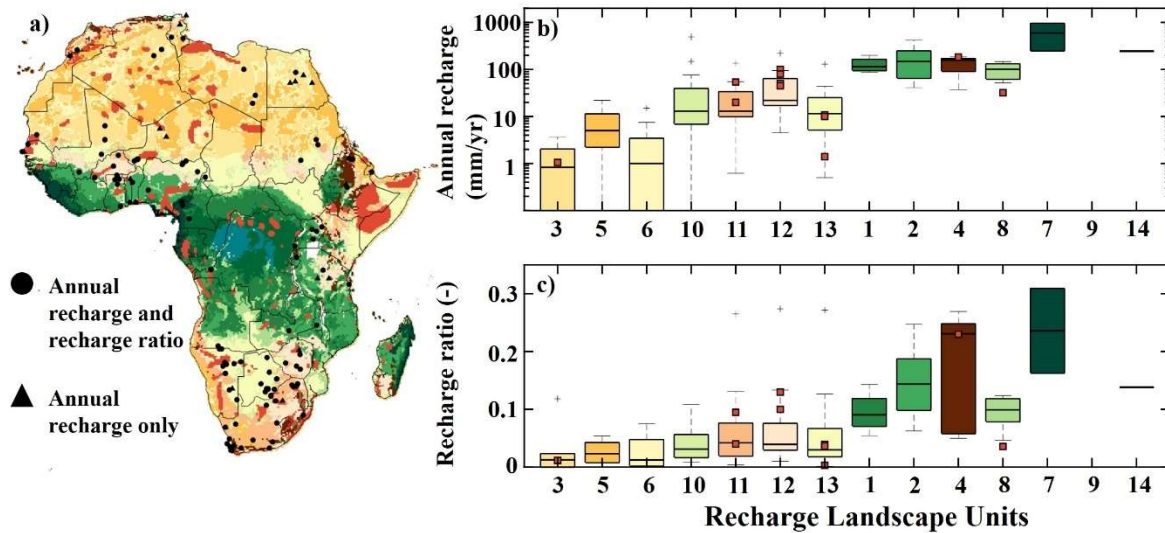 a)
Annual
recharge and
recharge ratio
Annual
recharge only
b)
Annual recharge
(mm/yr)
1000
100
10
1
3 5 6 10 11 12 13 1 2 4 8 7 9 14
c)
Recharge ratio (-)
0.3
0.2
0.1
0
3 5 6 10 11 12 13 1 2 4 8 7 9 14
Recharge Landscape Units